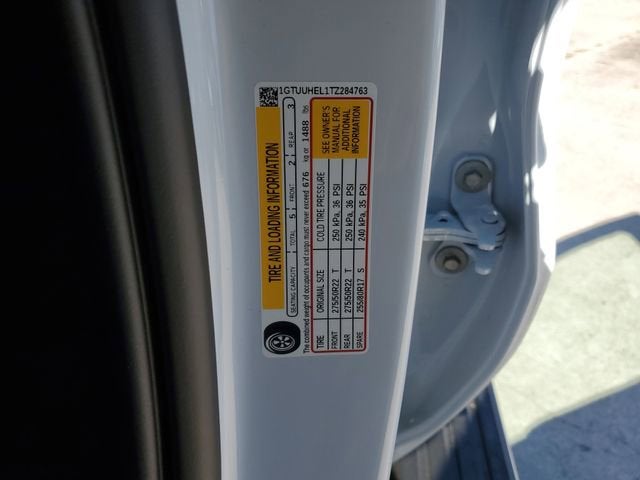 1GTUUHEL1TZ284763
TIRE AND LOADING INFORMATION
SEATING CAPACITY TOTAL 5 FRONT 2 REAR 3
The combined weight of occupants and cargo must never exceed 676 kg or 1488 lbs
TIRE ORIGINAL SIZE COLD TIRE PRESSURE
FRONT 275/50R22 T 250 kPa, 36 PSI
REAR 275/50R22 T 250 kPa, 36 PSI
SPARE 255/80R17 S 240 kPa, 35 PSI
SEE OWNER'S
MANUAL FOR
ADDITIONAL
INFORMATION